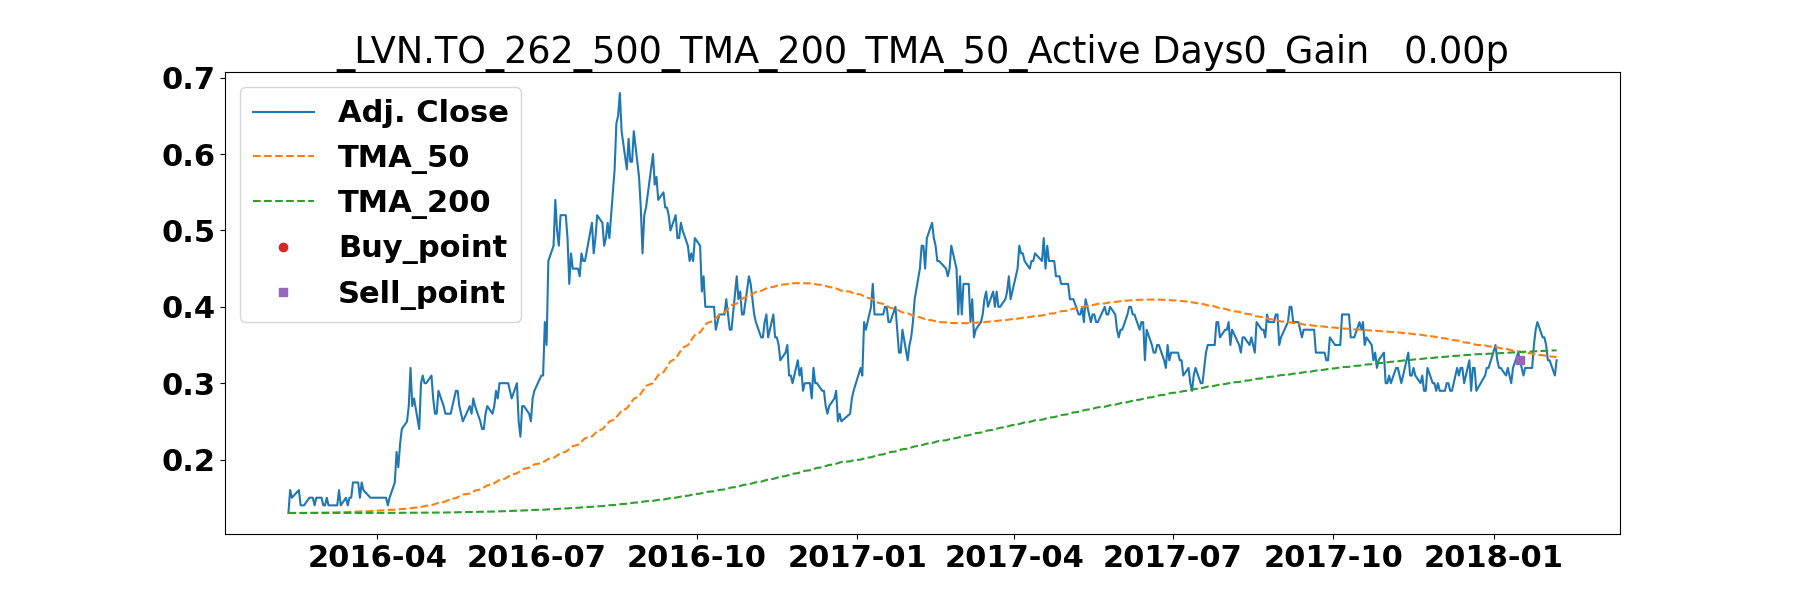 _LVN.TO_262_500_TMA_200_TMA_50_Active Days0_Gain   0.00p
0.7
0.6
0.5
0.4
0.3
0.2
Adj. Close
TMA_50
TMA_200
Buy_point
Sell_point
2016-04 2016-07 2016-10 2017-01 2017-04 2017-07 2017-10 2018-01